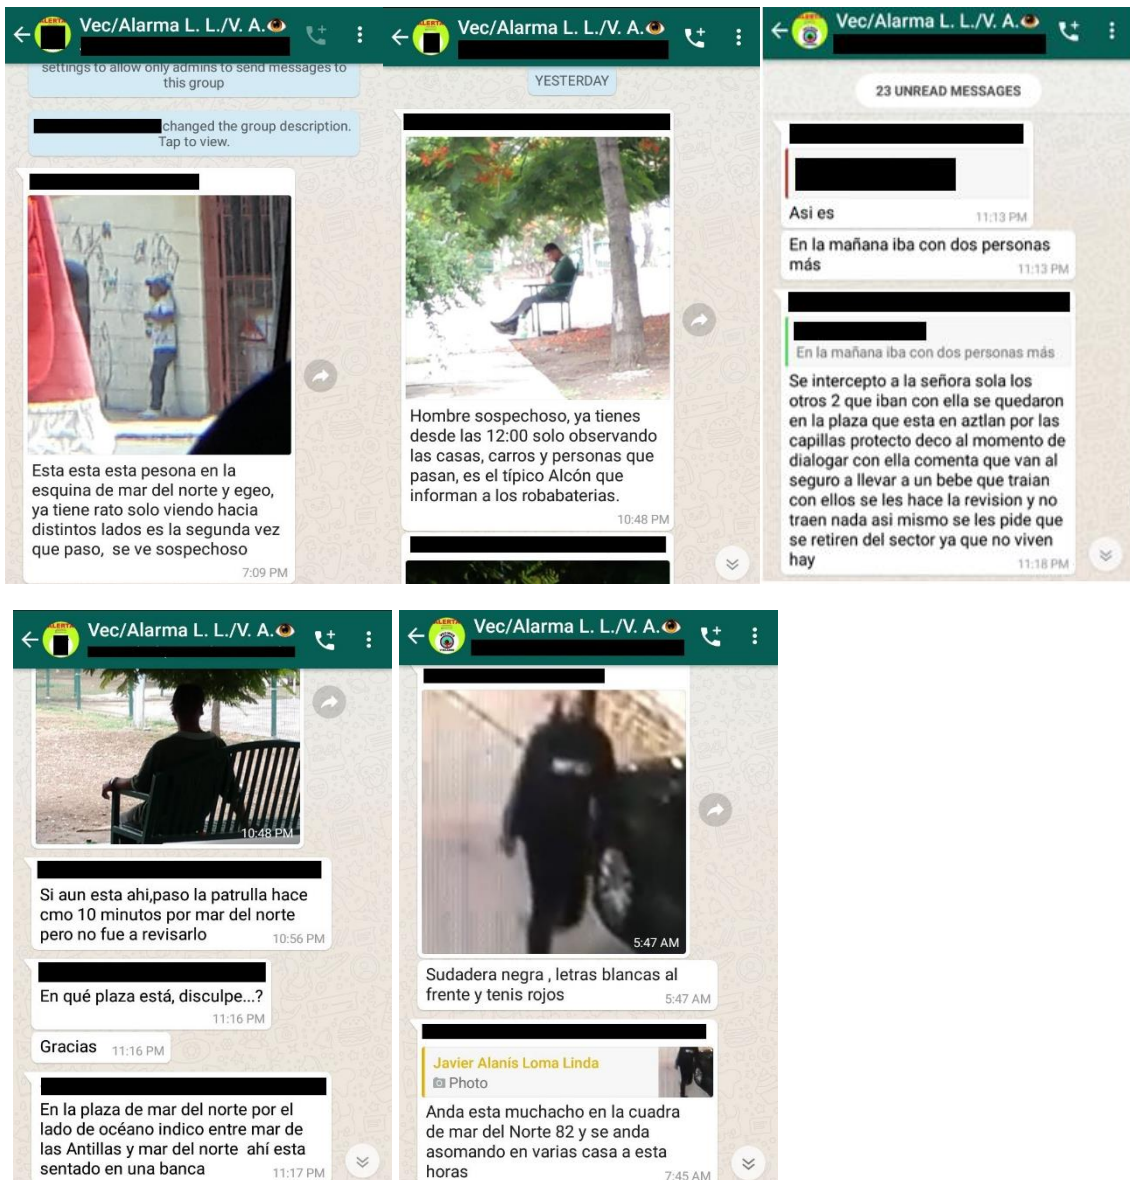 Vec/Alarma L. L./V. A.
settings to allow only admins to send messages to
this group
changed the group description.
Tap to view.
Esta esta esta pesona en la
esquina de mar del norte y egeo,
ya tiene rato solo viendo hacia
distintos lados es la segunda vez
que paso, se ve sospechoso
7:09 PM
Vec/Alarma L. L./V. A.
YESTERDAY
Hombre sospechoso, ya tienes
desde las 12:00 solo observando
las casas, carros y personas que
pasan, es el típico Alcón que
informan a los robabaterias.
10:48 PM
Vec/Alarma L. L./V. A.
23 UNREAD MESSAGES
Asi es
11:13 PM
En la mañana iba con dos personas
más
11:13 PM
En la mañana iba con dos personas más
Se intercepto a la señora sola los
otros 2 que iban con ella se quedaron
en la plaza que esta en aztlan por las
capillas protecto deco al momento de
dialogar con ella comenta que van al
seguro a llevar a un bebe que traian
con ellos se les hace la revision y no
traen nada asi mismo se les pide que
se retiren del sector ya que no viven
hay
11:18 PM
Vec/Alarma L. L./V. A.
10:48 PM
Si aun esta ahi,paso la patrulla hace
cmo 10 minutos por mar del norte
pero no fue a revisarlo
10:56 PM
En qué plaza está, disculpe...?
11:16 PM
Gracias 11:16 PM
En la plaza de mar del norte por el
lado de océano indico entre mar de
las Antillas y mar del norte ahí esta
sentado en una banca
11:17 PM
Vec/Alarma L. L./V. A.
5:47 AM
Sudadera negra , letras blancas al
frente y tenis rojos
5:47 AM
Javier Alanís Loma Linda
Photo
Anda esta muchacho en la cuadra
de mar del Norte 82 y se anda
asomando en varias casa a esta
horas
7:45 AM